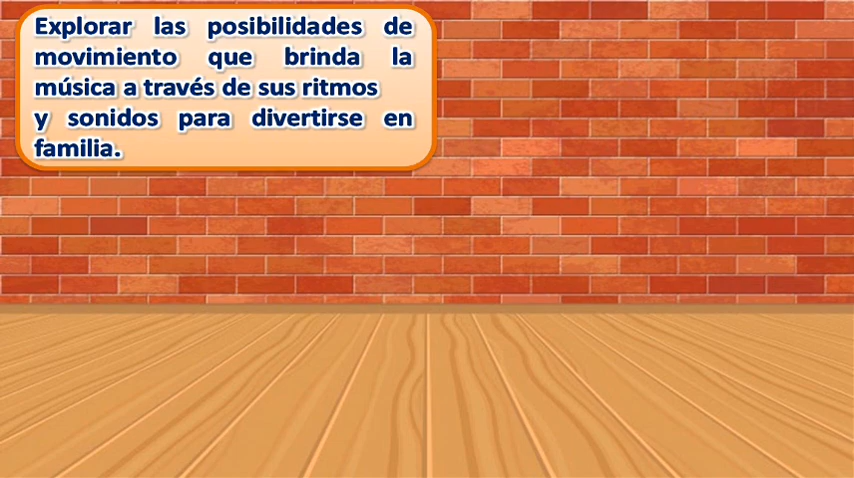 Explorar las posibilidades de
movimiento que brinda la
música a través de sus ritmos
y sonidos para divertirse en
familia.